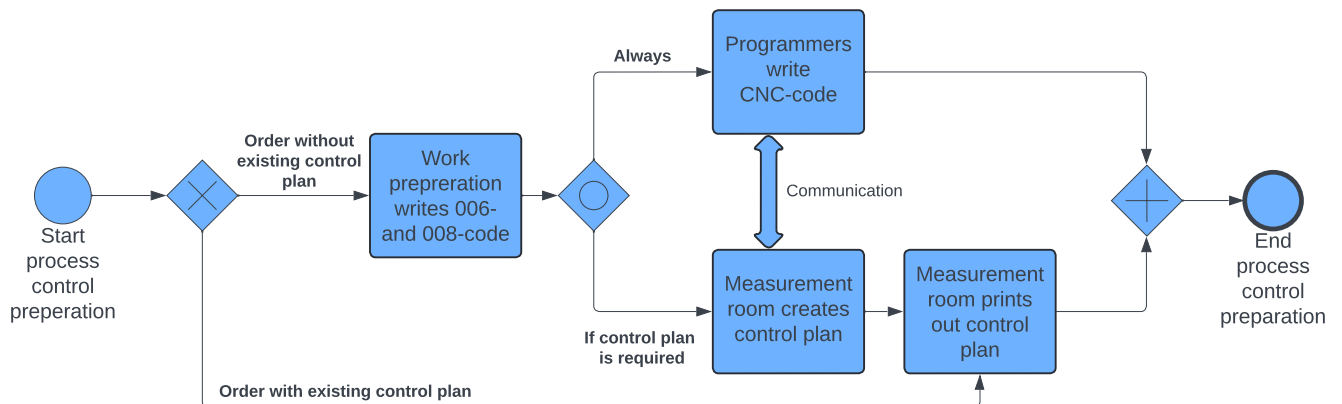 Programmers
write
CNC-code
Always
Order without
existing control
plan
Work
prepreration
writes 006-
and 008-code
Communication
Start
process
control
preperation
End
process
control
preparation
Measurement
room creates
control plan
Measurement
room prints
out control
plan
If control plan
is required
Order with existing control plan